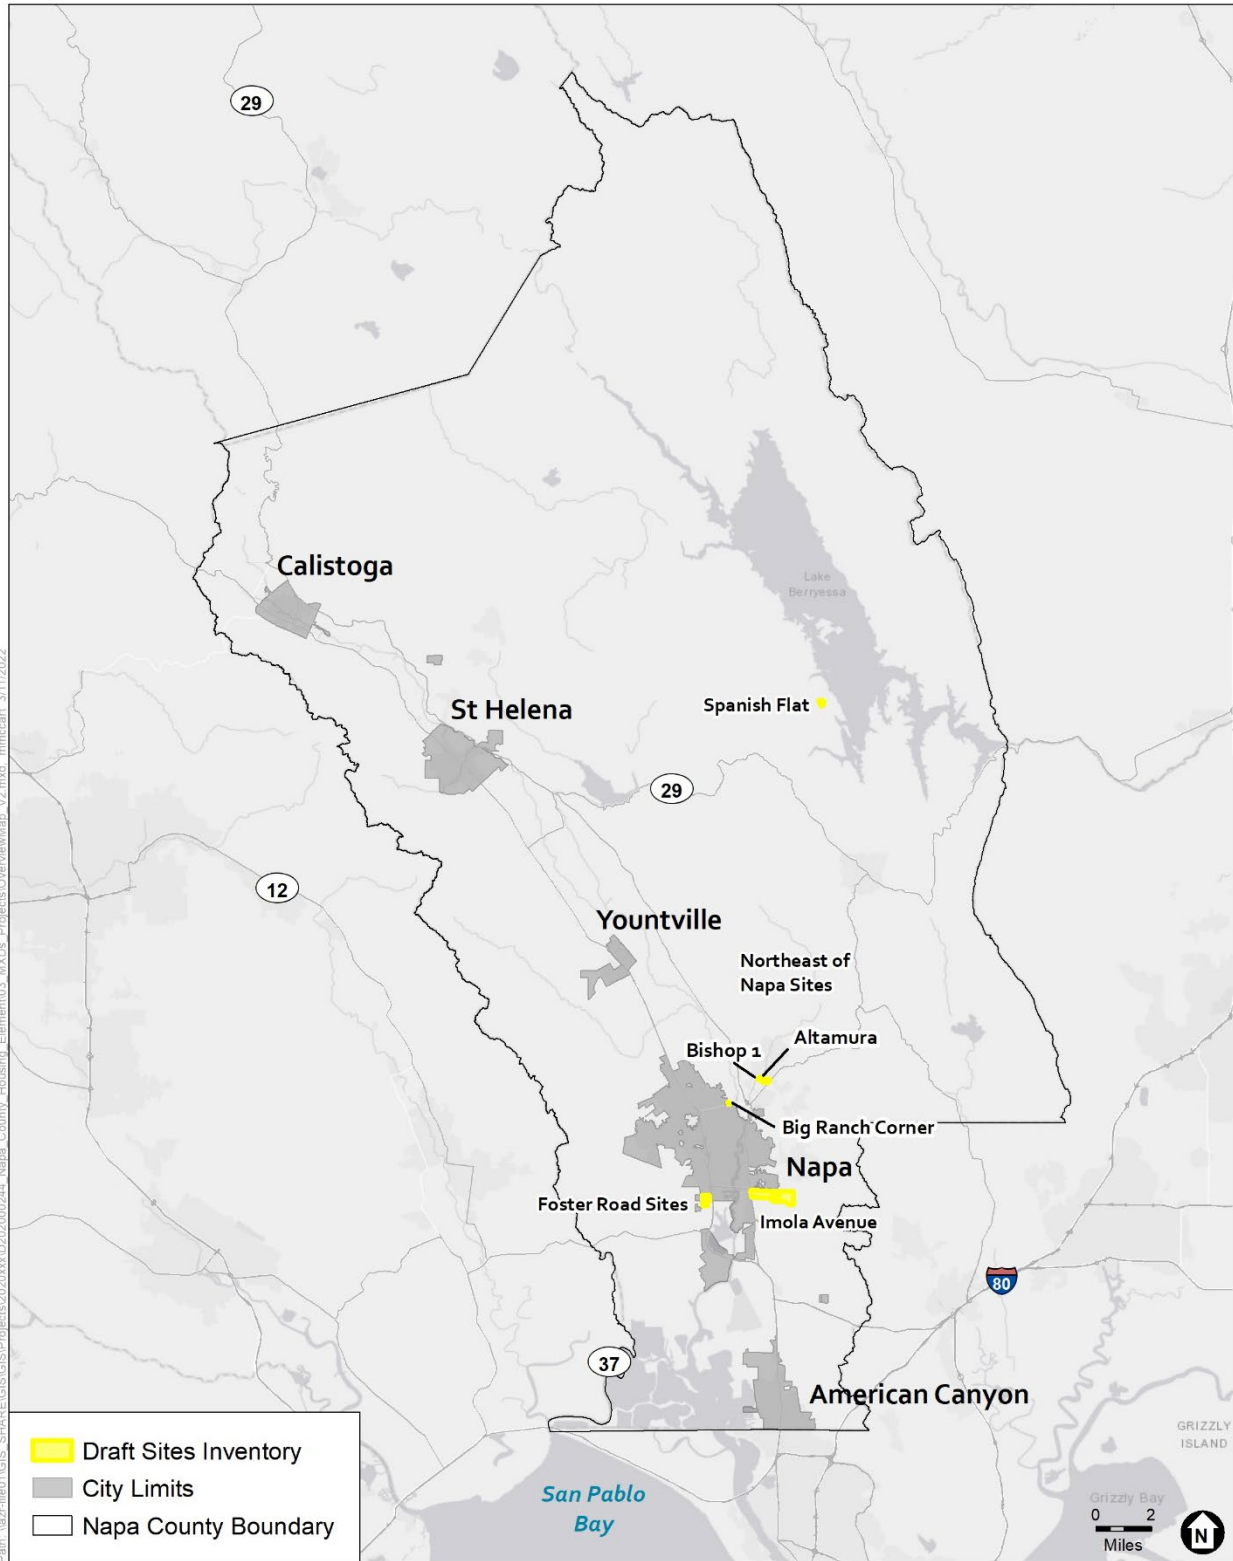 29
Calistoga
Lake
Berryessa
St Helena
Spanish Flat
29
12
Yountville
Northeast of
Napa Sites
Altamura
Bishop 1
Big Ranch Corner
Napa
Foster Road Sites
Imola Avenue
80
37
American Canyon
GRIZZLY
ISLAND
San Pablo
Bay
Grizzly Bay
0 2
Miles
N
Draft Sites Inventory
City Limits
Napa County Boundary